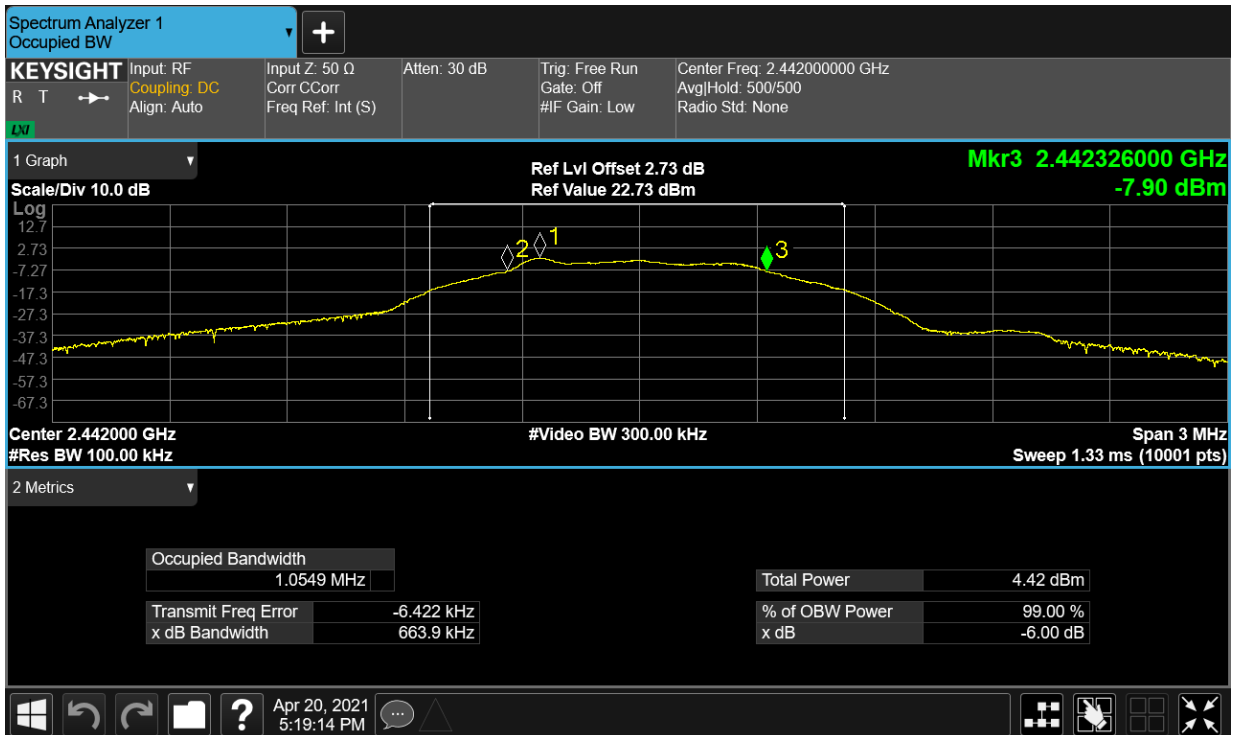 Spectrum Analyzer 1
Occupied BW
KEYSIGHT
R T
LXI
Input: RF
Coupling: DC
Align: Auto
Input Z: 50 Ω
Corr CCorr
Freq Ref: Int (S)
Atten: 30 dB
Trig: Free Run
Gate: Off
#IF Gain: Low
Center Freq: 2.442000000 GHz
Avg|Hold: 500/500
Radio Std: None
1 Graph
Scale/Div 10.0 dB
Ref Lvl Offset 2.73 dB
Ref Value 22.73 dBm
Mkr3 2.442326000 GHz
-7.90 dBm
Log
12.7
2.73
-7.27
-17.3
-27.3
-37.3
-47.3
-57.3
-67.3
2
1
3
Center 2.442000 GHz
#Video BW 300.00 kHz
Span 3 MHz
#Res BW 100.00 kHz
Sweep 1.33 ms (10001 pts)
2 Metrics
Occupied Bandwidth
1.0549 MHz
Total Power 4.42 dBm
Transmit Freq Error -6.422 kHz
% of OBW Power 99.00 %
x dB Bandwidth 663.9 kHz
x dB -6.00 dB
?
Apr 20, 2021
5:19:14 PM